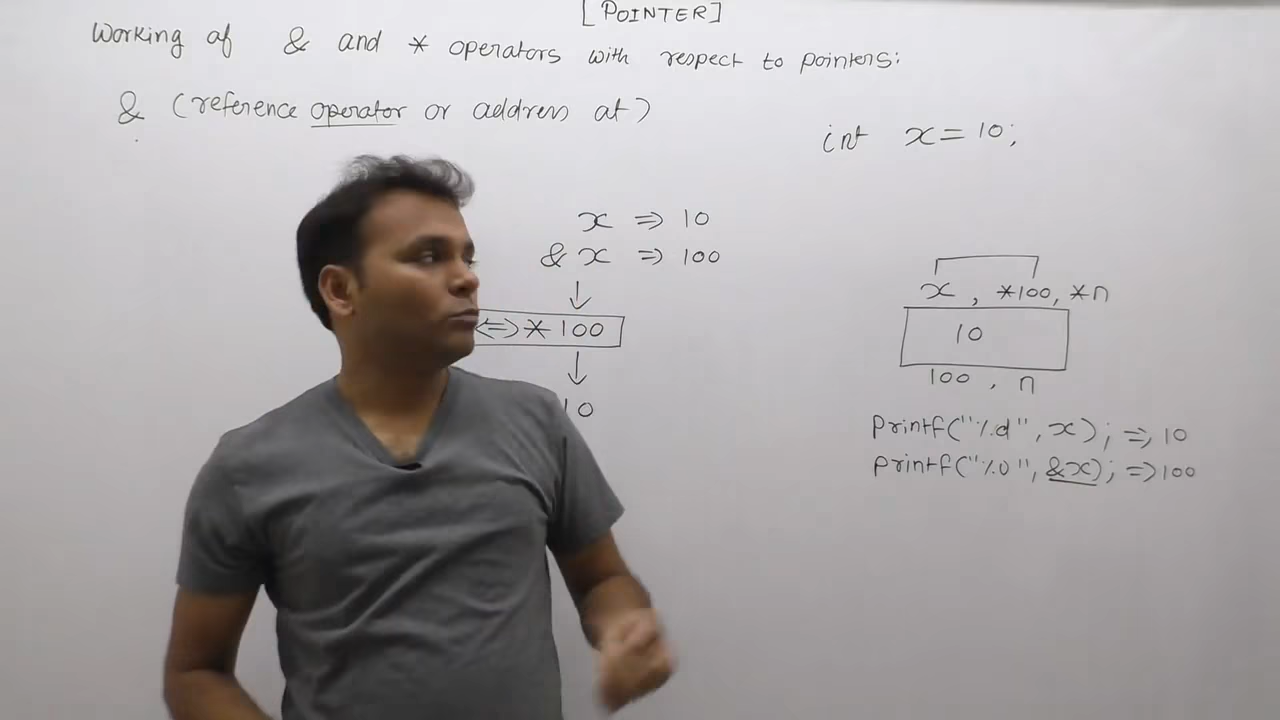 [POINTER]
Working of & and * operators with respect to pointers:
& (reference operator or address at)
int x = 10;
x => 10
& x => 100
↓
<=> * 100
↓
10
x , *100, *n
10
100 , n
printf("%d", x); => 10
printf("%u", &x); => 100